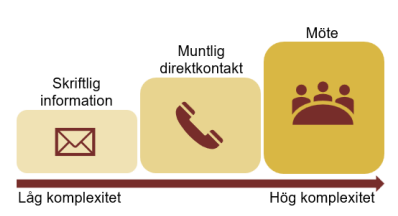 Skriftlig
information
Muntlig
direktkontakt
Möte
Låg komplexitet
Hög komplexitet